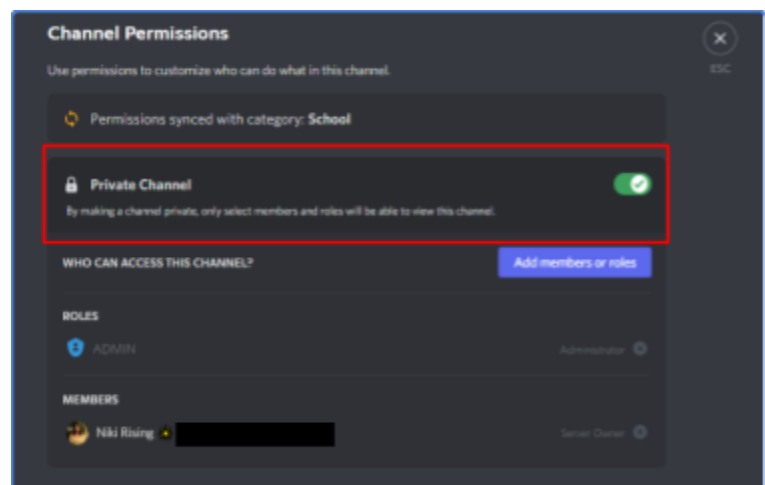 Channel Permissions
Use permissions to customize who can do what in this channel.
ESC
Permissions synced with category: School
Private Channel
By making a channel private, only select members and roles will be able to view this channel.
WHO CAN ACCESS THIS CHANNEL?
Add members or roles
ROLES
ADMIN
Administrator
MEMBERS
Niki Rising
Server Owner